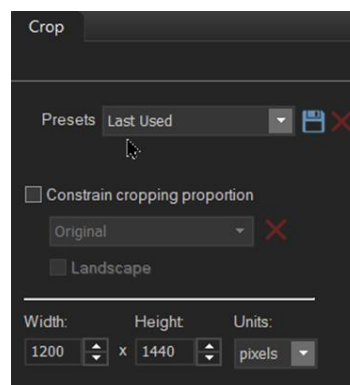 Crop
Presets Last Used
Constrain cropping proportion
Original
Landscape
Width: Height: Units:
1200 x 1440 pixels